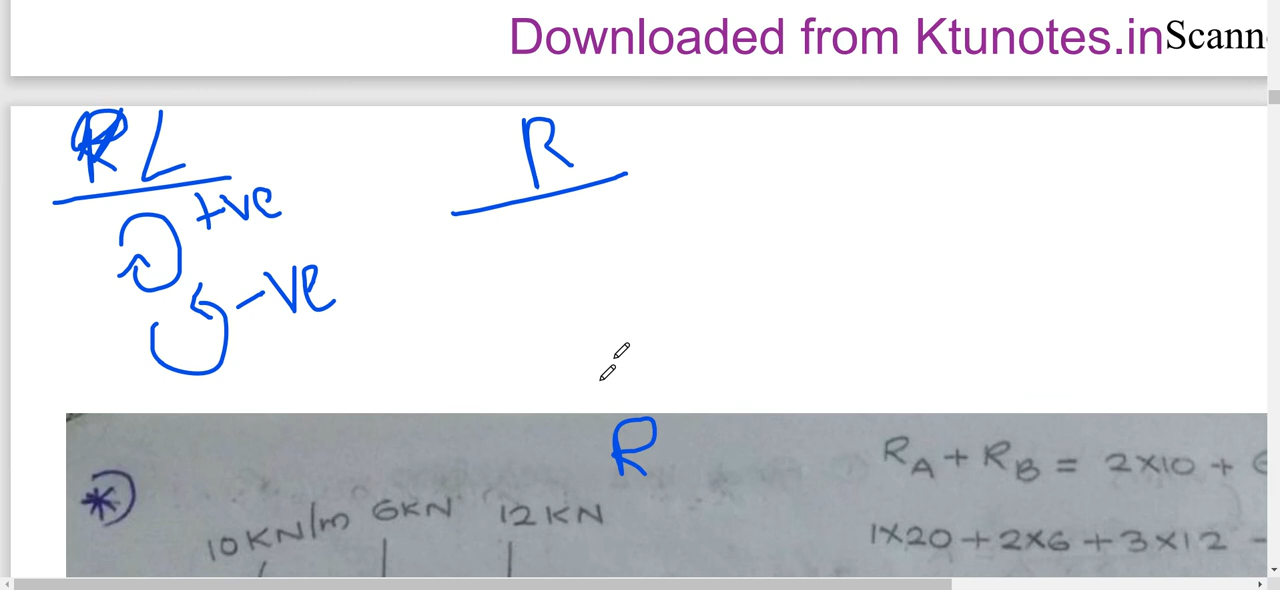 Downloaded from Ktunotes.in Scann
L R
+ve
-ve
R
10KN/m 6KN 12KN
RA + RB = 2×10 +
1×20 + 2×6 + 3×12 -